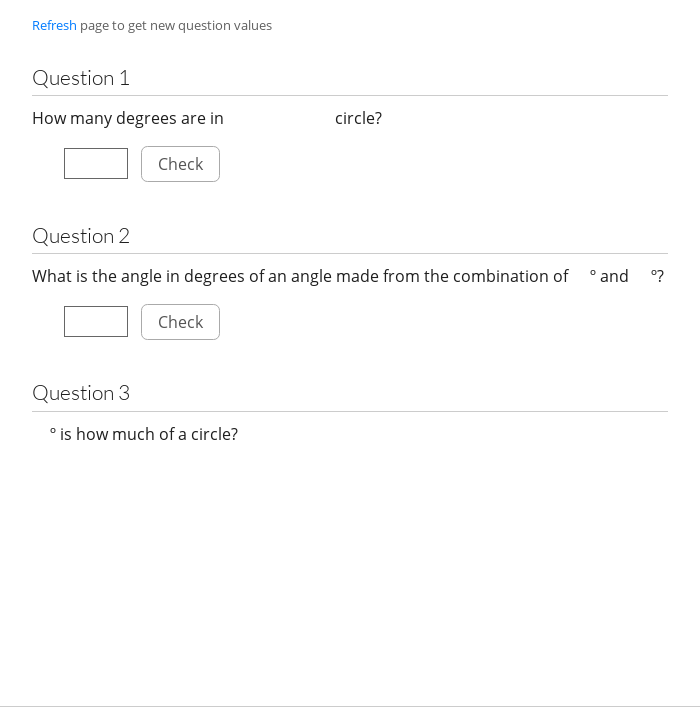 Refresh page to get new question values
Question 1
How many degrees are in circle?
Check
Question 2
What is the angle in degrees of an angle made from the combination of º and º?
Check
Question 3
º is how much of a circle?